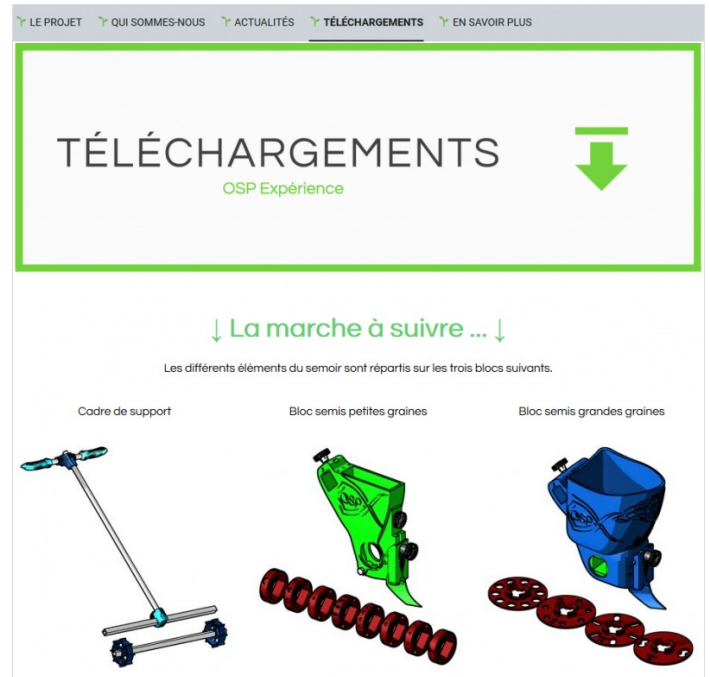 LE PROJET QUI SOMMES-NOUS ACTUALITÉS TÉLÉCHARGEMENTS EN SAVOIR PLUS
TÉLÉCHARGEMENTS
OSP Expérience
↓ La marche à suivre ... ↓
Les différents éléments du semoir sont répartis sur les trois blocs suivants.
Cadre de support Bloc semis petites graines Bloc semis grandes graines